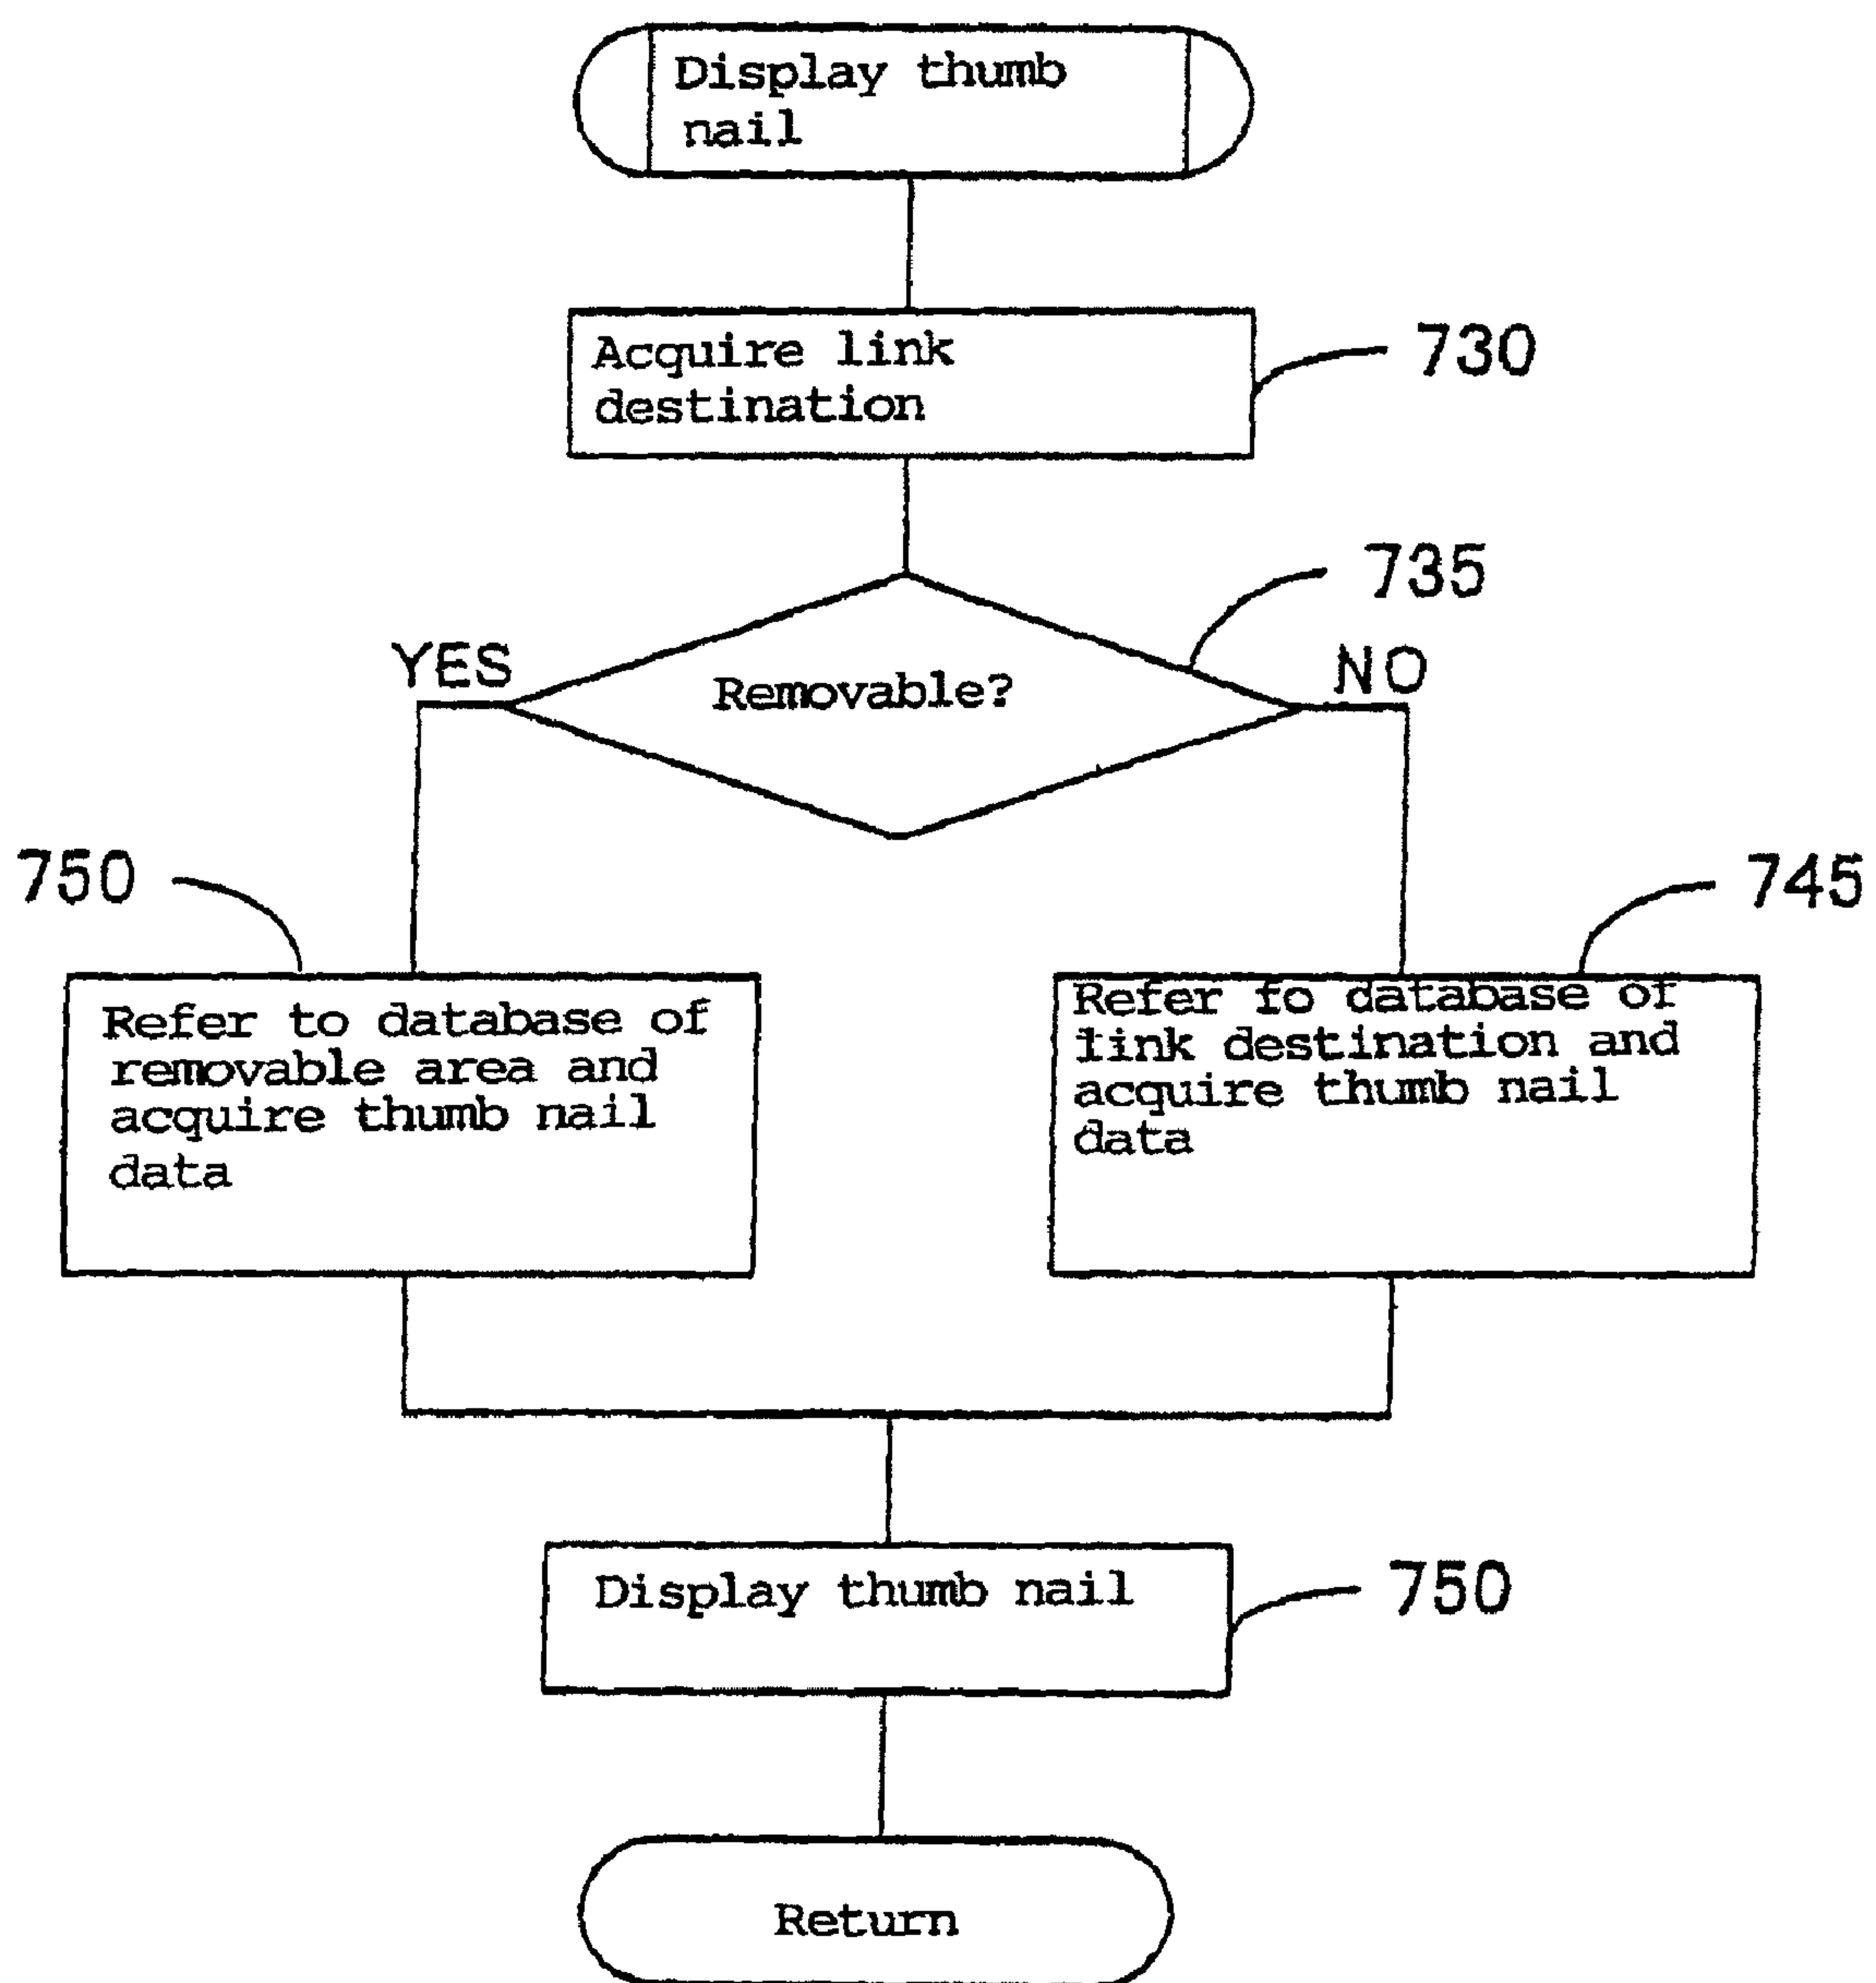 Display thumb
nail
Acquire link
destination
730
735
YES
Removable?
NO
750
745
Refer to database of
removable area and
acquire thumb nail
data
Refer fo database of
link destination and
acquire thumb nail
data
Display thumb nail
750
Return